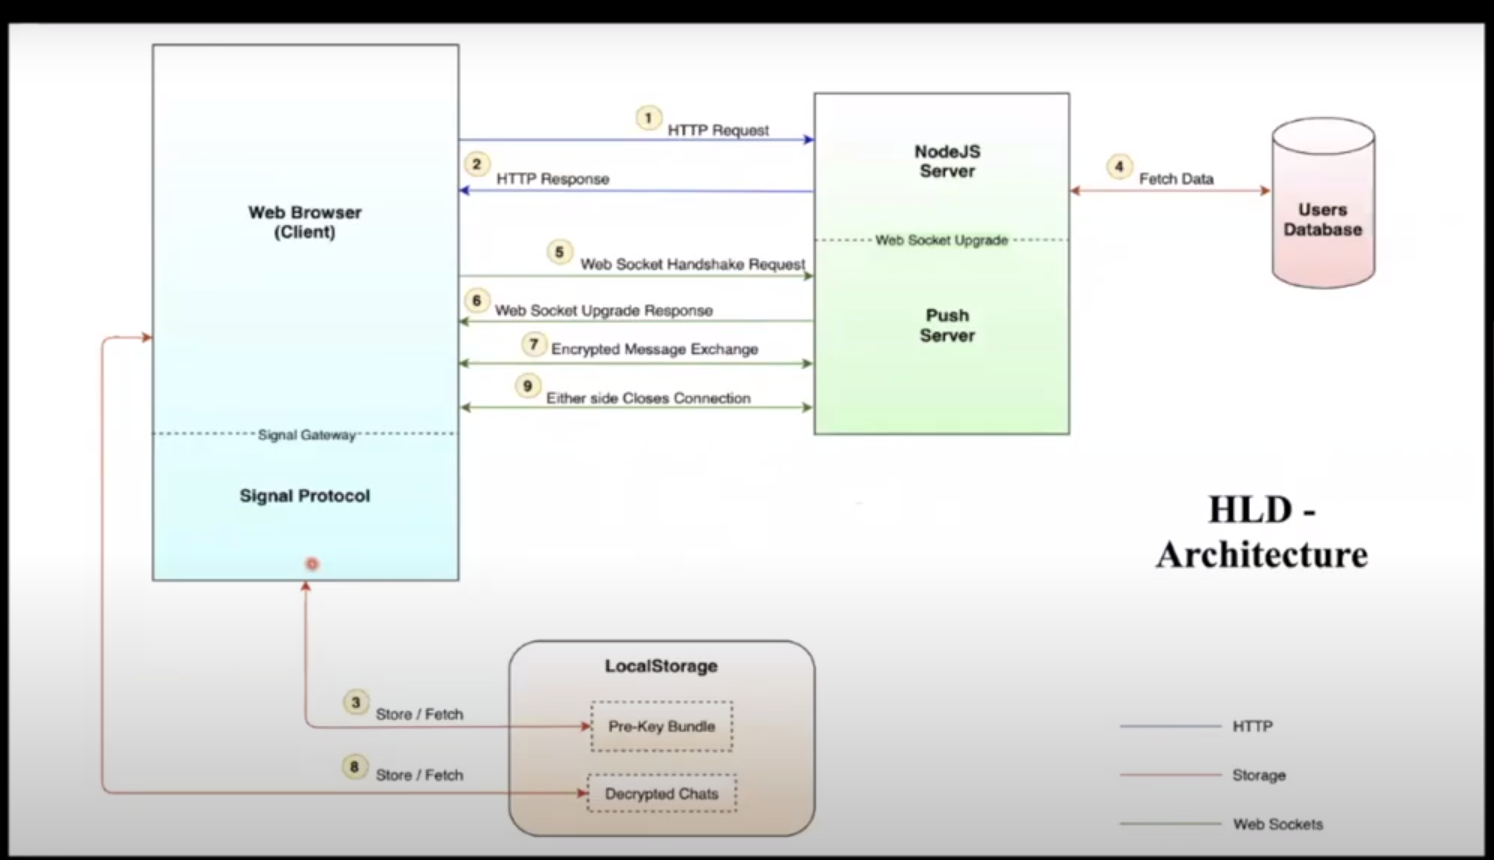 1
HTTP Request
2
HTTP Response
Web Browser
(Client)
NodeJS
Server
4
Fetch Data
Users
Database
Web Socket Upgrade
5
Web Socket Handshake Request
6
Web Socket Upgrade Response
Push
Server
7
Encrypted Message Exchange
9
Either side Closes Connection
Signal Gateway
Signal Protocol
HLD -
Architecture
LocalStorage
3
Store / Fetch
Pre-Key Bundle
8
Store / Fetch
Decrypted Chats
HTTP
Storage
Web Sockets